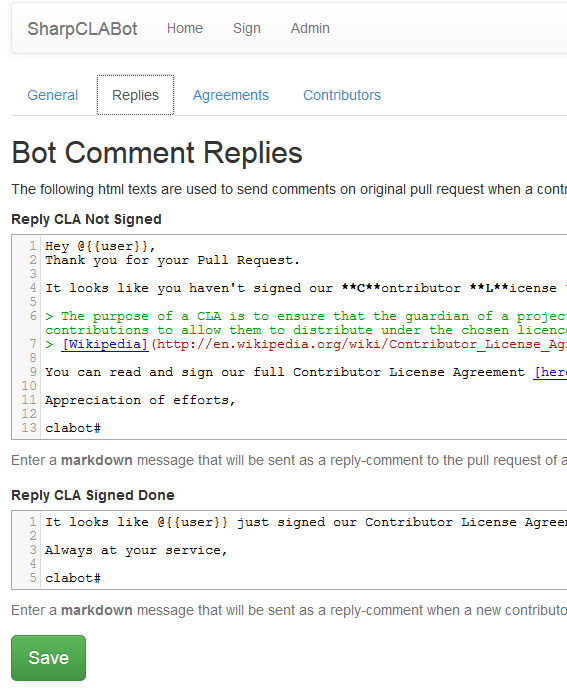 SharpCLABot Home Sign Admin
General Replies Agreements Contributors
Bot Comment Replies
The following html texts are used to send comments on original pull request when a contr
Reply CLA Not Signed
1 Hey @{{user}},
2 Thank you for your Pull Request.
3
4 It looks like you haven't signed our **C**ontributor **L**icense
5
6 > The purpose of a CLA is to ensure that the guardian of a projec
contributions to allow them to distribute under the chosen licenc
7 > [Wikipedia](http://en.wikipedia.org/wiki/Contributor_License_Ag
8
9 You can read and sign our full Contributor License Agreement [her
10
11 Appreciation of efforts,
12
13 clabot#
Enter a markdown message that will be sent as a reply-comment to the pull request of a
Reply CLA Signed Done
1 It looks like @{{user}} just signed our Contributor License Agree
2
3 Always at your service,
4
5 clabot#
Enter a markdown message that will be sent as a reply-comment when a new contributo
Save